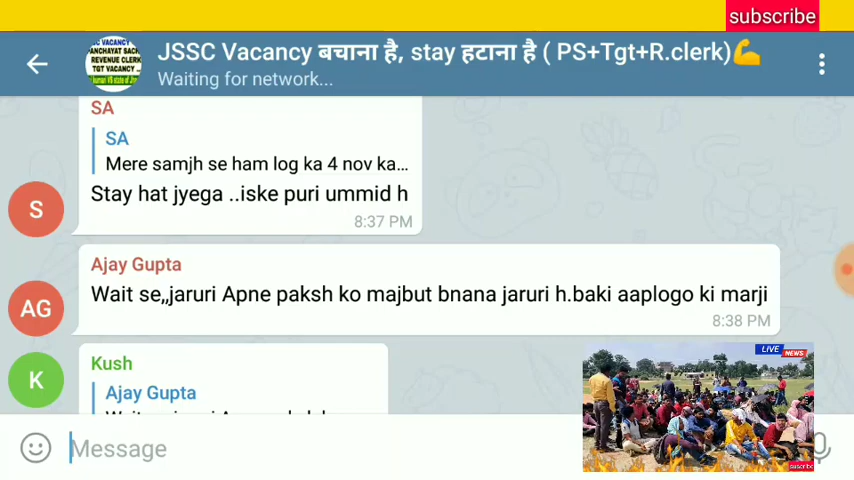 subscribe
JSSC Vacancy बचाना है, stay हटाना है ( PS+Tgt+R.clerk)💪
Waiting for network...
SA
SA
Mere samjh se ham log ka 4 nov ka...
Stay hat jyega ..iske puri ummid h
8:37 PM
S
Ajay Gupta
Wait se,,jaruri Apne paksh ko majbut bnana jaruri h.baki aaplogo ki marji
8:38 PM
AG
Kush
K
Ajay Gupta
LIVE NEWS
Message
subscribe